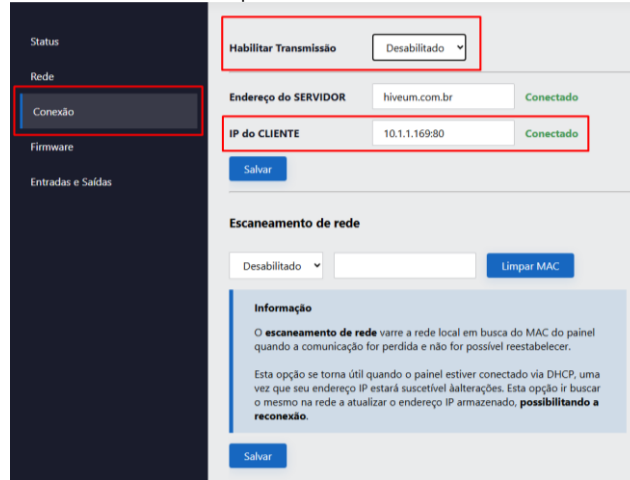 Status
Rede
Conexão
Firmware
Entradas e Saídas
Habilitar Transmissão Desabilitado
Endereço do SERVIDOR hiveum.com.br Conectado
IP do CLIENTE 10.1.1.169:80 Conectado
Salvar
Escaneamento de rede
Desabilitado Limpar MAC
Informação
O escaneamento de rede varre a rede local em busca do MAC do painel
quando a comunicação for perdida e não for possível reestabelecer.
Esta opção se torna útil quando o painel estiver conectado via DHCP, uma
vez que seu endereço IP estará suscetível àalterações. Esta opção ir buscar
o mesmo na rede a atualizar o endereço IP armazenado, possibilitando a
reconexão.
Salvar